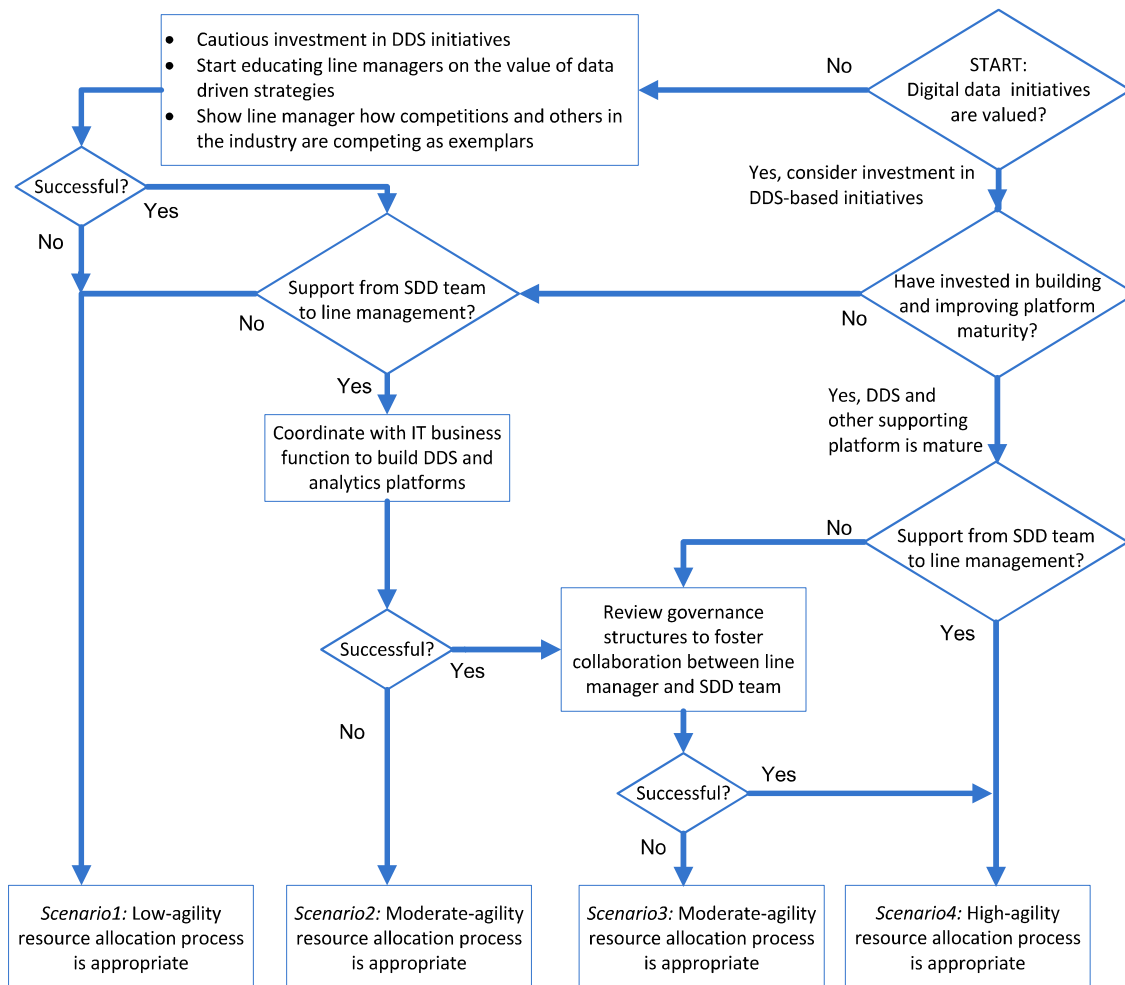 • Cautious investment in DDS initiatives
• Start educating line managers on the value of data
driven strategies
• Show line manager how competitions and others in
the industry are competing as exemplars
No
START:
Digital data initiatives
are valued?
Successful?
Yes
No
Yes, consider investment in
DDS-based initiatives
Support from SDD team
to line management?
No
Yes
Have invested in building
and improving platform
maturity?
No
Yes, DDS and
other supporting
platform is mature
Coordinate with IT business
function to build DDS and
analytics platforms
No
Support from SDD team
to line management?
Yes
Successful?
Yes
No
Review governance
structures to foster
collaboration between line
manager and SDD team
Successful?
Yes
No
Scenario1: Low-agility
resource allocation process
is appropriate
Scenario2: Moderate-agility
resource allocation process
is appropriate
Scenario3: Moderate-agility
resource allocation process
is appropriate
Scenario4: High-agility
resource allocation process
is appropriate